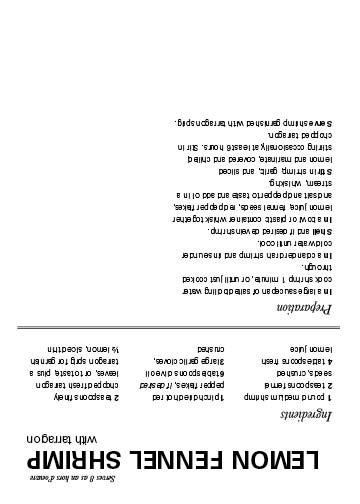 Serves 8 as an hors d'oeuvre
LEMON FENNEL SHRIMP
with tarragon
Ingredients
1 pound medium shrimp
2 teaspoons fennel
seeds, crushed
4 tablespoons fresh
lemon juice
1 pinch dried hot red
pepper flakes, if desired
6 tablespoons olive oil
3 large garlic cloves,
crushed
2 teaspoons finely
chopped fresh tarragon
leaves, or to taste, plus a
tarragon sprig for garnish
½ lemon, sliced thin
Preparation
In a large saucepan of salted boiling water
cook shrimp 1 minute, or until just cooked
through.
In a colander drain shrimp and rinse under
cold water until cool.
Shell and if desired devein shrimp.
In a bowl or plastic container whisk together
lemon juice, fennel seeds, red pepper flakes,
and salt and pepper to taste and add oil in a
stream, whisking.
Stir in shrimp, garlic, and sliced
lemon and marinate, covered and chilled,
stirring occasionally, at least 6 hours. Stir in
chopped tarragon.
Serve shrimp garnished with tarragon sprig.